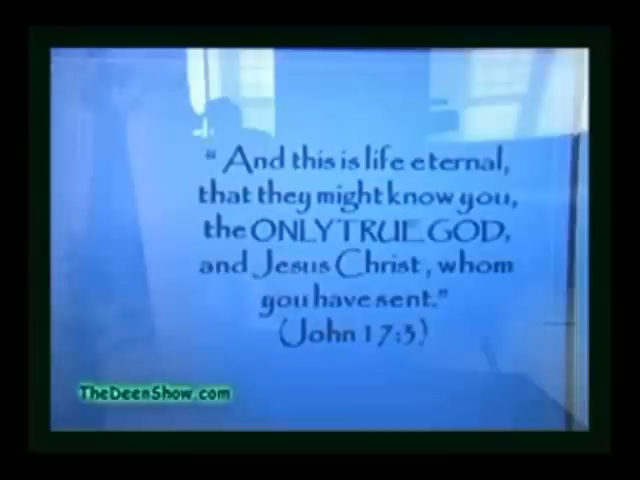 “ And this is life eternal,
that they might know you,
the ONLY TRUE GOD,
and Jesus Christ , whom
you have sent.”
(John 17:3)
TheDeenShow.com